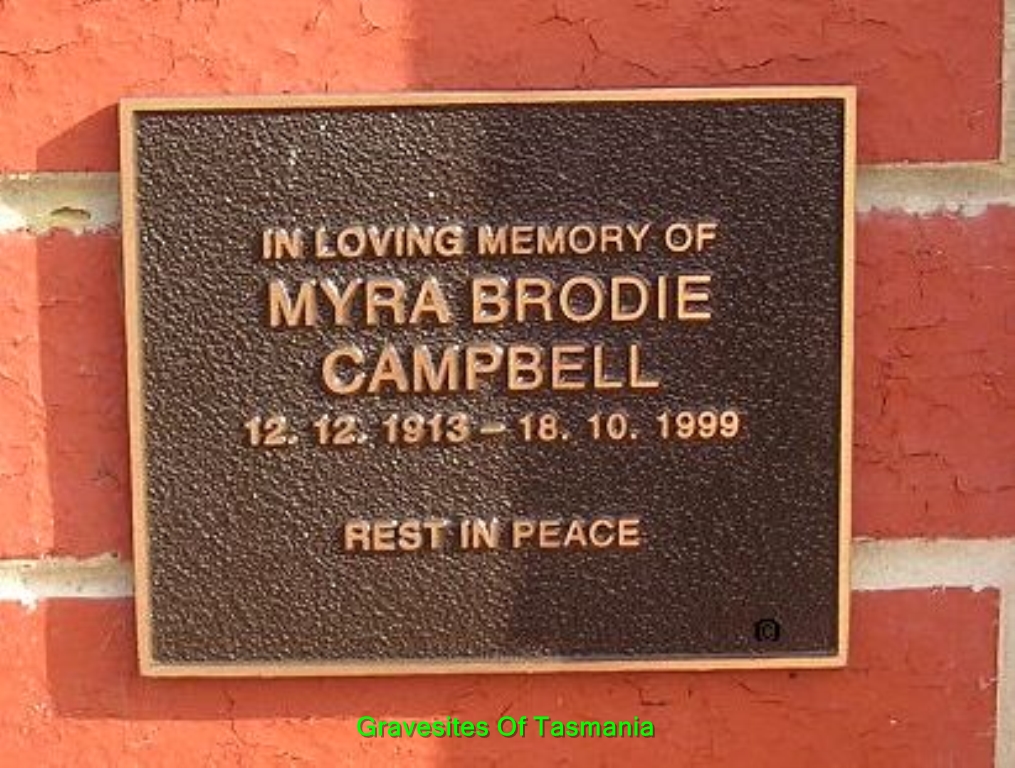 IN LOVING MEMORY OF
MYRA BRODIE
CAMPBELL
12. 12. 1913 – 18. 10. 1999
REST IN PEACE
©
Gravesites Of Tasmania